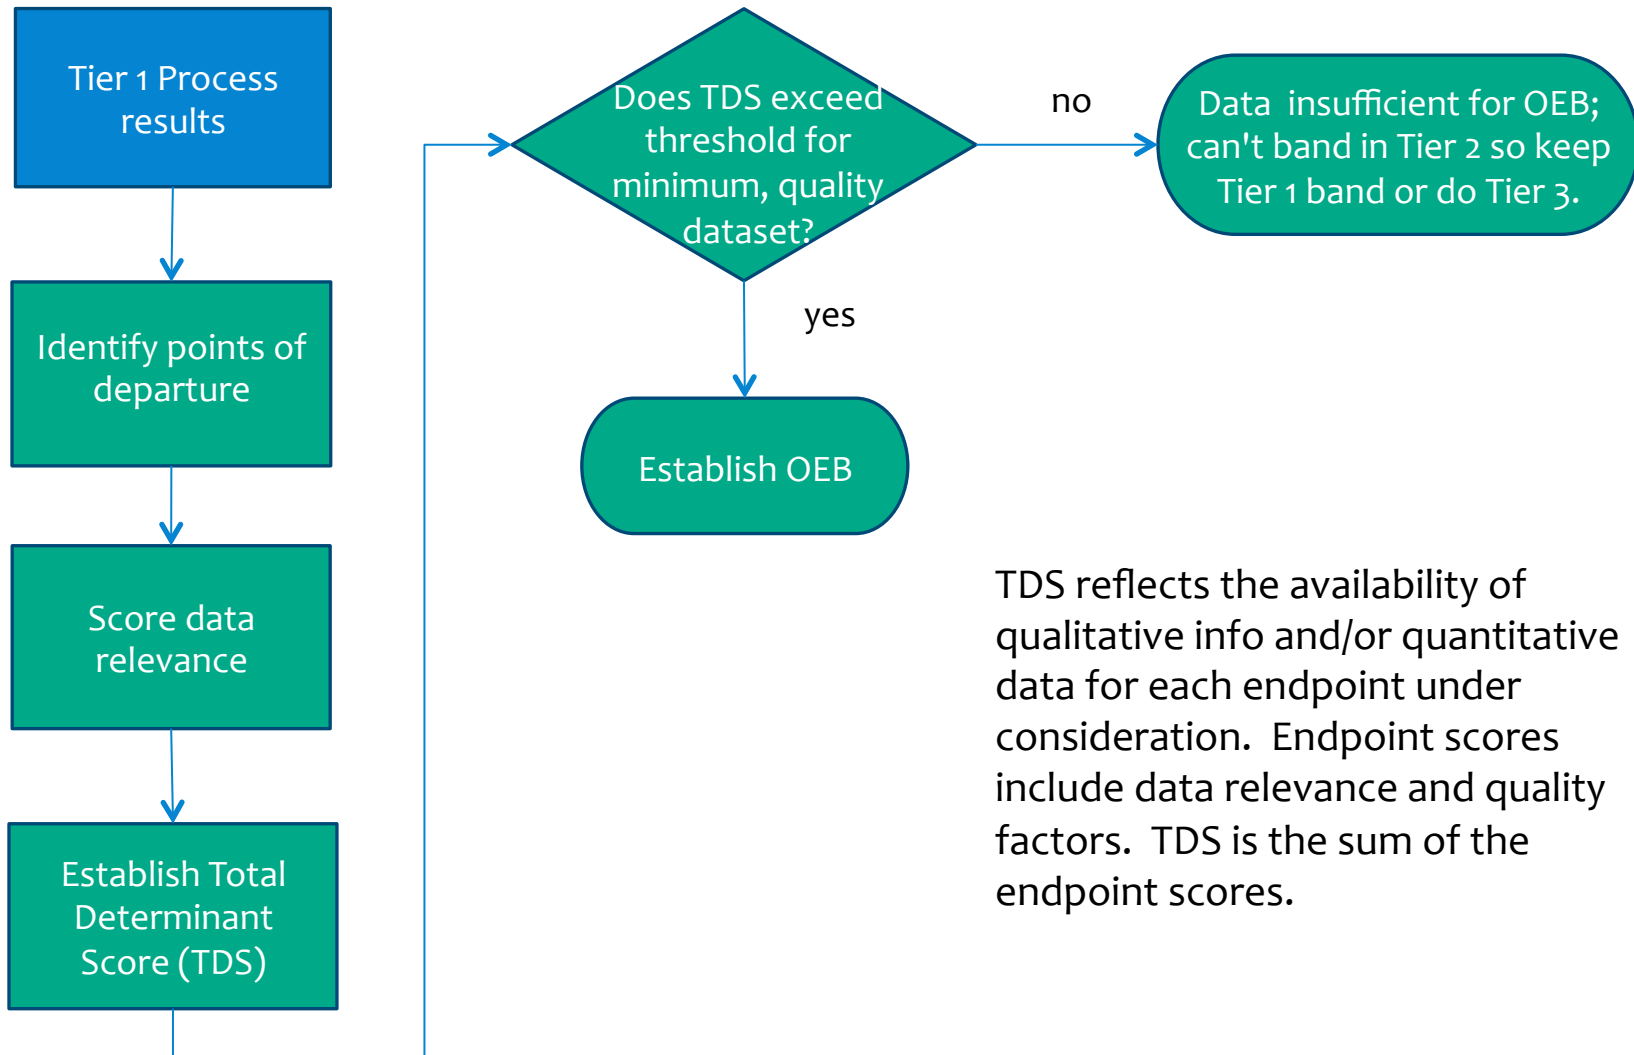 Tier 1 Process
results
Identify points of
departure
Score data
relevance
Establish Total
Determinant
Score (TDS)
Does TDS exceed
threshold for
minimum, quality
dataset?
no
Data  insufficient for OEB;
can't band in Tier 2 so keep
Tier 1 band or do Tier 3.
yes
Establish OEB
TDS reflects the availability of
qualitative info and/or quantitative
data for each endpoint under
consideration.  Endpoint scores
include data relevance and quality
factors.  TDS is the sum of the
endpoint scores.